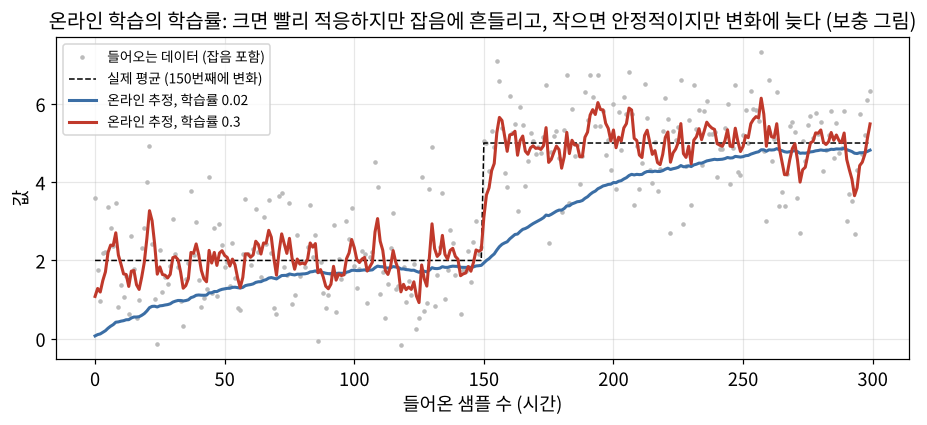 온라인 학습의 학습률: 크면 빨리 적응하지만 잡음에 흔들리고, 작으면 안정적이지만 변화에 늦다 (보충 그림)
들어오는 데이터 (잡음 포함)
실제 평균 (150번째에 변화)
온라인 추정, 학습률 0.02
온라인 추정, 학습률 0.3
값
6
4
2
0
0 50 100 150 200 250 300
들어온 샘플 수 (시간)